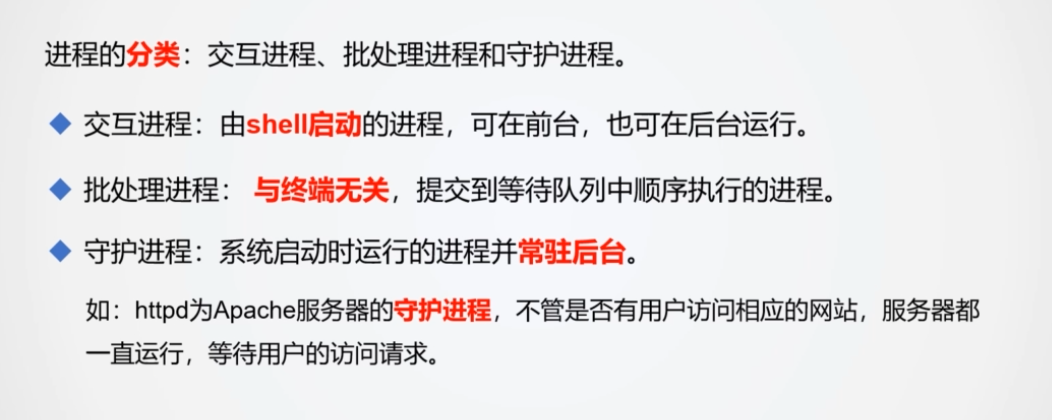 进程的分类：交互进程、批处理进程和守护进程。
交互进程：由shell启动的进程，可在前台，也可在后台运行。
批处理进程： 与终端无关，提交到等待队列中顺序执行的进程。
守护进程：系统启动时运行的进程并常驻后台。
如：httpd为Apache服务器的守护进程，不管是否有用户访问相应的网站，服务器都
一直运行，等待用户的访问请求。